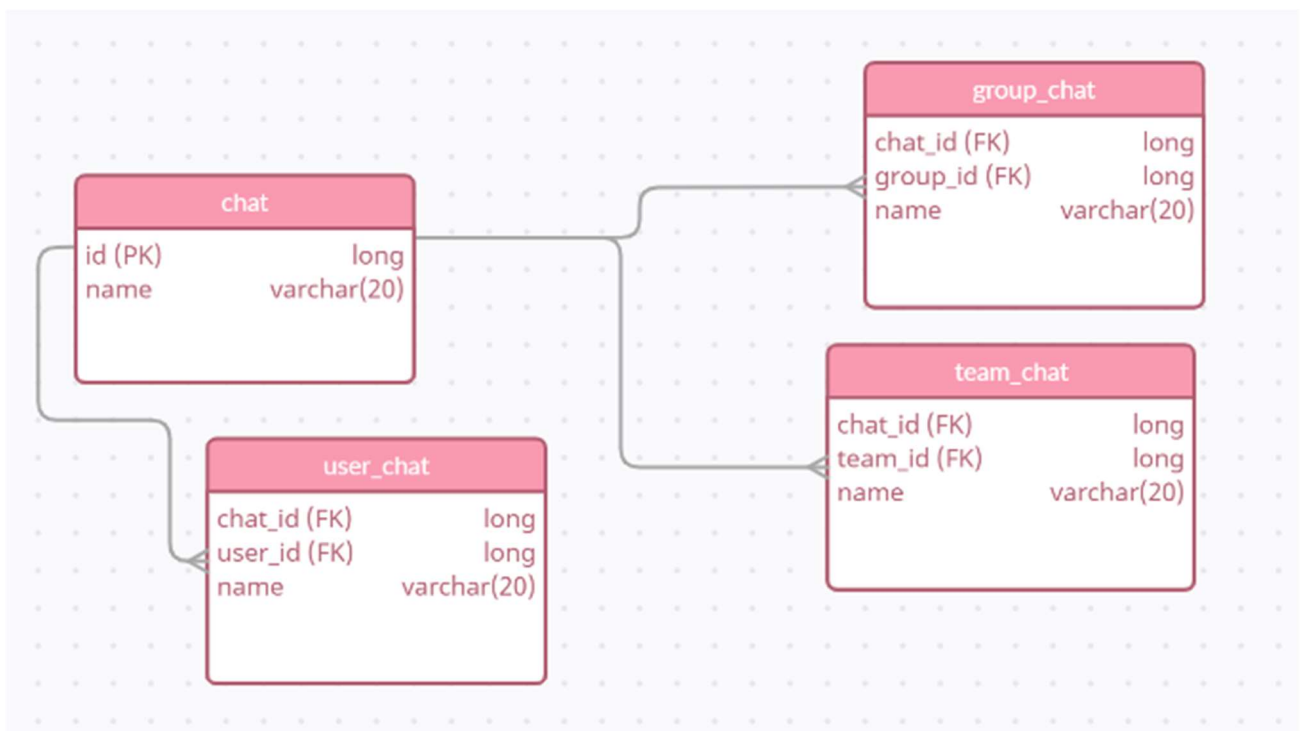 chat
id (PK) long
name varchar(20)
user_chat
chat_id (FK) long
user_id (FK) long
name varchar(20)
group_chat
chat_id (FK) long
group_id (FK) long
name varchar(20)
team_chat
chat_id (FK) long
team_id (FK) long
name varchar(20)